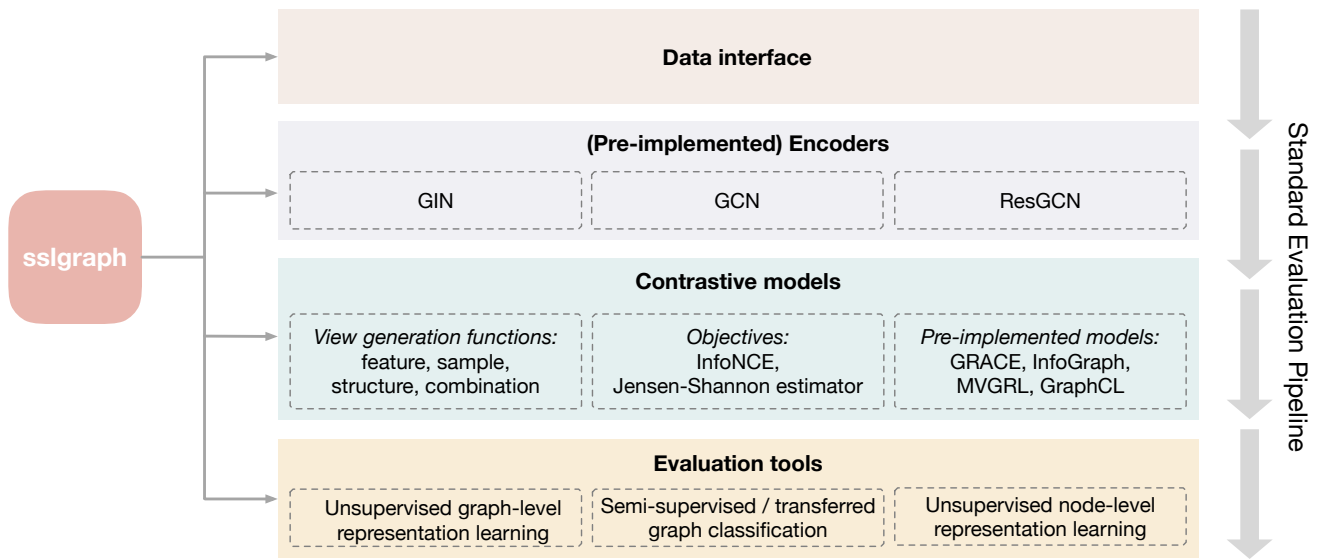 sslgraph
Data interface
(Pre-implemented) Encoders
GIN
GCN
ResGCN
Contrastive models
View generation functions:
feature, sample,
structure, combination
Objectives:
InfoNCE,
Jensen-Shannon estimator
Pre-implemented models:
GRACE, InfoGraph,
MVGRL, GraphCL
Evaluation tools
Unsupervised graph-level
representation learning
Semi-supervised / transferred
graph classification
Unsupervised node-level
representation learning
Standard Evaluation Pipeline